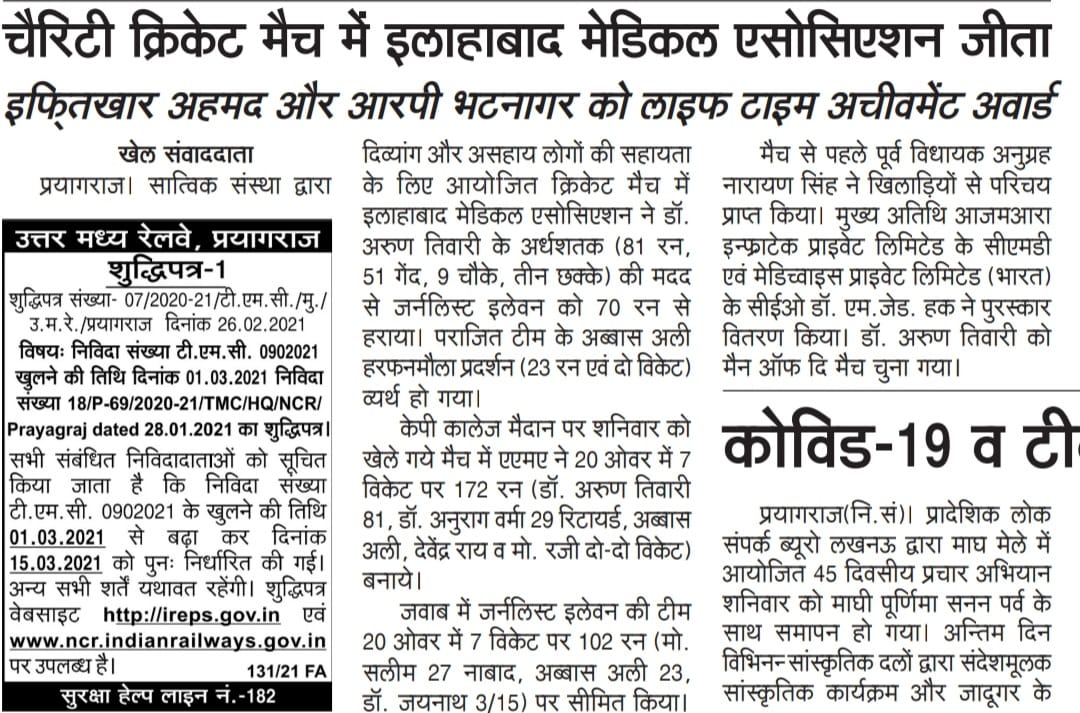 चैरिटी क्रिकेट मैच में इलाहाबाद मेडिकल एसोसिएशन जीता
इफ्तिखार अहमद और आरपी भटनागर को लाइफ टाइम अचीवमेंट अवार्ड
खेल संवाददाता
प्रयागराज। सात्विक संस्था द्वारा
उत्तर मध्य रेलवे, प्रयागराज
शुद्धिपत्र-1
शुद्धिपत्र संख्या- 07/2020-21/टी.एम.सी./मु./
उ.म.रे./प्रयागराज दिनांक 26.02.2021
विषयः निविदा संख्या टी.एम.सी. 0902021
खुलने की तिथि दिनांक 01.03.2021 निविदा
संख्या 18/P-69/2020-21/TMC/HQ/NCR/
Prayagraj dated 28.01.2021 का शुद्धिपत्र।
सभी संबंधित निविदादाताओं को सूचित
किया जाता है कि निविदा संख्या
टी.एम.सी. 0902021 के खुलने की तिथि
01.03.2021 से बढ़ा कर दिनांक
15.03.2021 को पुनः निर्धारित की गई।
अन्य सभी शर्तें यथावत रहेंगी। शुद्धिपत्र
वेबसाइट http://ireps.gov.in एवं
www.ncr.indianrailways.gov.in
पर उपलब्ध है। 131/21 FA
सुरक्षा हेल्प लाइन नं.-182
दिव्यांग और असहाय लोगों की सहायता
के लिए आयोजित क्रिकेट मैच में
इलाहाबाद मेडिकल एसोसिएशन ने डॉ.
अरुण तिवारी के अर्धशतक (81 रन,
51 गेंद, 9 चौके, तीन छक्के) की मदद
से जर्नलिस्ट इलेवन को 70 रन से
हराया। पराजित टीम के अब्बास अली
हरफनमौला प्रदर्शन (23 रन एवं दो विकेट)
व्यर्थ हो गया।
केपी कालेज मैदान पर शनिवार को
खेले गये मैच में एएमए ने 20 ओवर में 7
विकेट पर 172 रन (डॉ. अरुण तिवारी
81, डॉ. अनुराग वर्मा 29 रिटायर्ड, अब्बास
अली, देवेंद्र राय व मो. रजी दो-दो विकेट)
बनाये।
जवाब में जर्नलिस्ट इलेवन की टीम
20 ओवर में 7 विकेट पर 102 रन (मो.
सलीम 27 नाबाद, अब्बास अली 23,
डॉ. जयनाथ 3/15) पर सीमित किया।
मैच से पहले पूर्व विधायक अनुग्रह
नारायण सिंह ने खिलाड़ियों से परिचय
प्राप्त किया। मुख्य अतिथि आजमआरा
इन्फ्राटेक प्राइवेट लिमिटेड के सीएमडी
एवं मेडिच्वाइस प्राइवेट लिमिटेड (भारत)
के सीईओ डॉ. एम.जेड. हक ने पुरस्कार
वितरण किया। डॉ. अरुण तिवारी को
मैन ऑफ दि मैच चुना गया।
कोविड-19 व
प्रयागराज(नि.सं)। प्रादेशिक लोक
संपर्क ब्यूरो लखनऊ द्वारा माघ मेले में
आयोजित 45 दिवसीय प्रचार अभियान
शनिवार को माघी पूर्णिमा सनन पर्व के
साथ समापन हो गया। अन्तिम दिन
विभिन्न सांस्कृतिक दलों द्वारा संदेशमूलक
सांस्कृतिक कार्यक्रम और जादूगर के